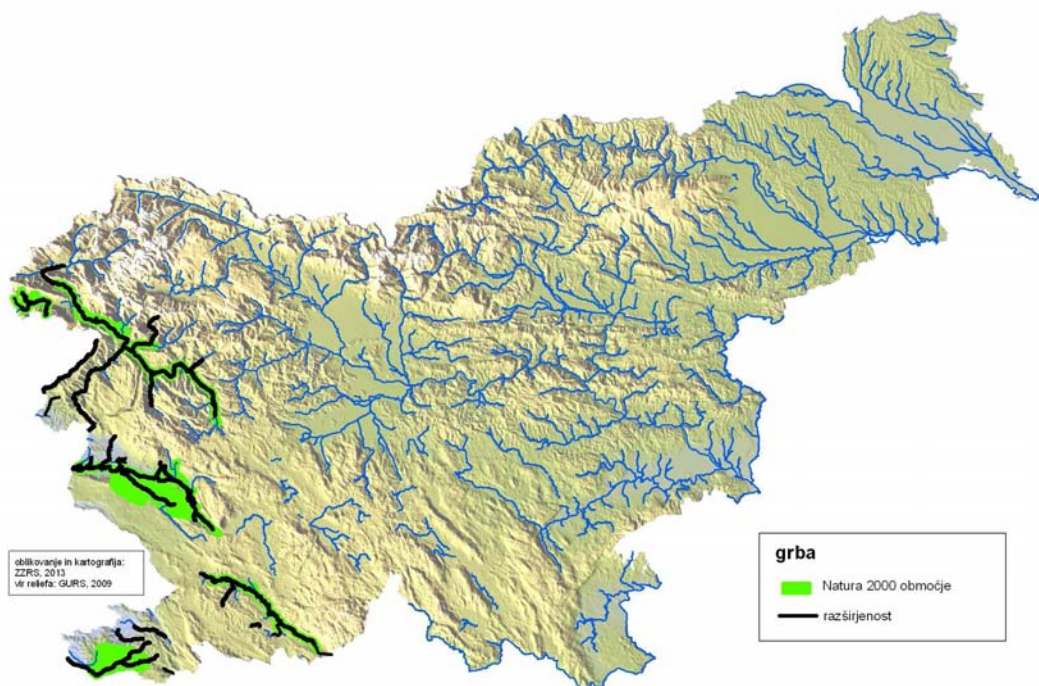 oblikovanje in kartografija:
ZZRS, 2013
vir reliefa: GURS, 2009
grba
Natura 2000 območje
razširjenost